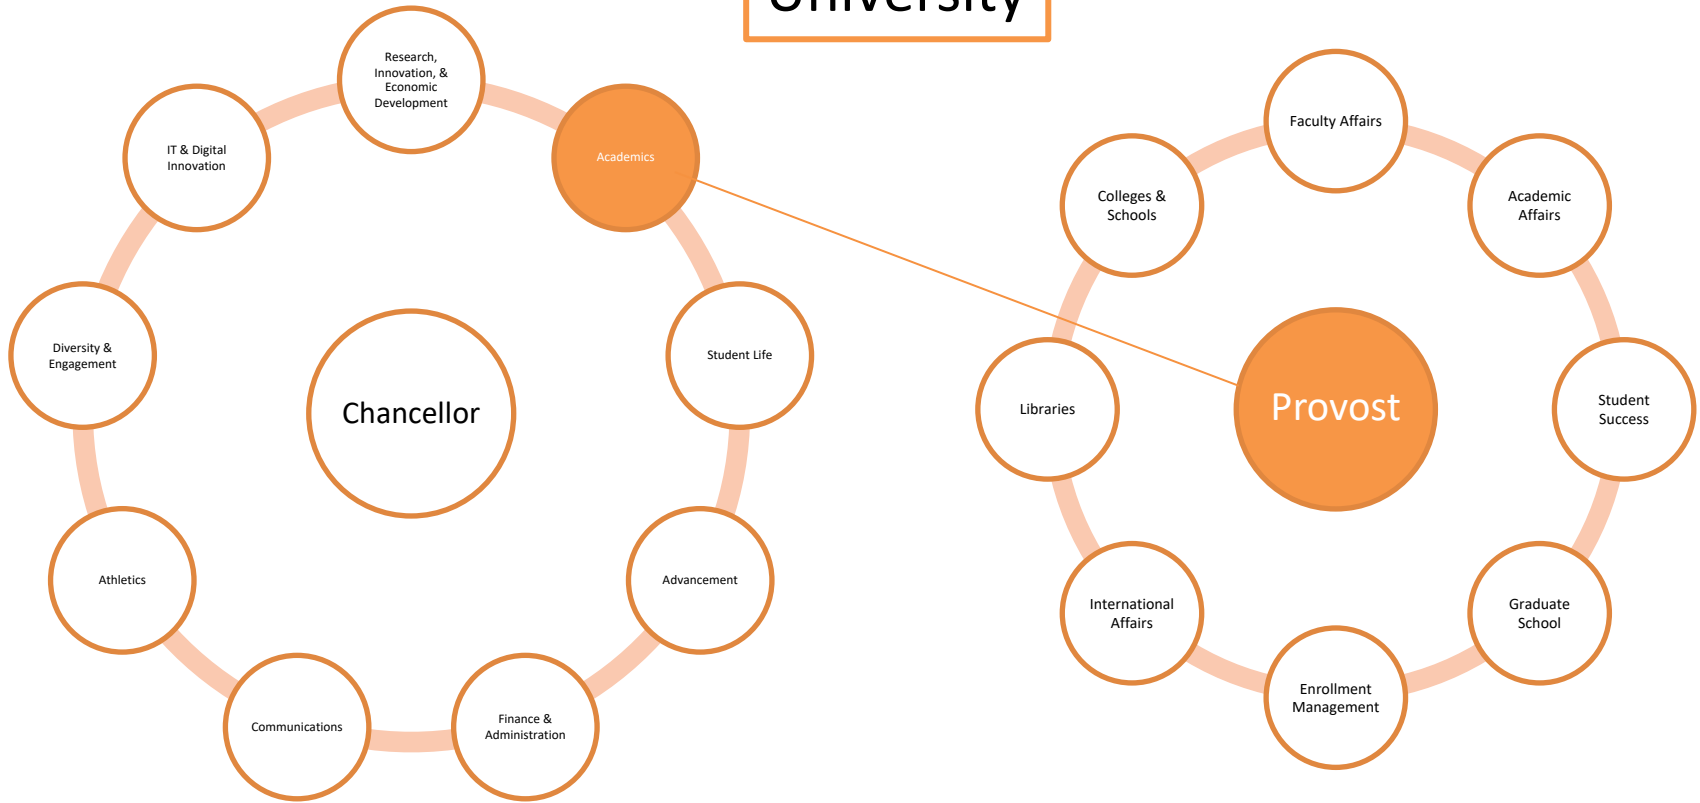 University
Research,
Innovation, &
Economic
Development
Academics
Student Life
Advancement
Finance &
Administration
Communications
Athletics
Diversity &
Engagement
IT & Digital
Innovation
Chancellor
Faculty Affairs
Academic
Affairs
Student
Success
Graduate
School
Enrollment
Management
International
Affairs
Libraries
Colleges &
Schools
Provost